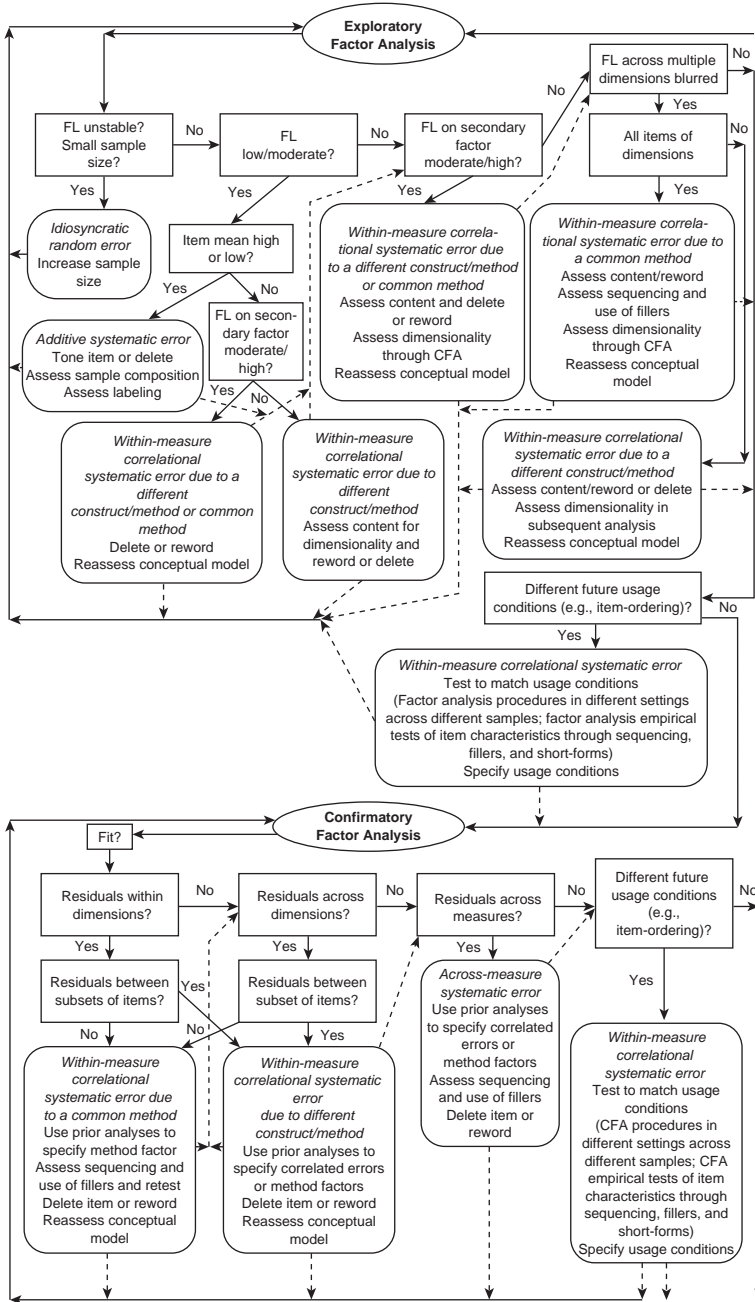 Exploratory
Factor Analysis
FL across multiple
dimensions blurred
No
No
Yes
FL unstable?
Small sample
size?
No
FL
low/moderate?
No
FL on secondary
factor
moderate/high?
All items of
dimensions
No
Yes
Yes
Yes
Yes
Idiosyncratic
random error
Increase sample
size
Item mean high
or low?
Within-measure correla-
tional systematic error due
to a different construct/method
or common method
Assess content and delete
or reword
Assess dimensionality
through CFA
Reassess conceptual model
Within-measure correla-
tional systematic error due to
a common method
Assess content/reword
Assess sequencing and
use of fillers
Assess dimensionality
through CFA
Reassess conceptual
model
Yes
No
FL on secon-
dary factor
moderate/
high?
Additive systematic error
Tone item or delete
Assess sample composition
Assess labeling
Yes
No
Within-measure
correlational
systematic error due to a
different
construct/method or common
method
Delete or reword
Reassess conceptual model
Within-measure
correlational
systematic error due to
different
construct/method
Assess content for
dimensionality and
reword or delete
Within-measure correlational
systematic error due to a
different construct/method
Assess content/reword or delete
Assess dimensionality in
subsequent analysis
Reassess conceptual model
Different future usage
conditions (e.g., item-ordering)?
No
Yes
Within-measure correlational systematic error
Test to match usage conditions
(Factor analysis procedures in different settings
across different samples; factor analysis empirical
tests of item characteristics through sequencing,
fillers, and short-forms)
Specify usage conditions
Confirmatory
Factor Analysis
Fit?
Residuals within
dimensions?
No
Residuals across
dimensions?
No
Residuals across
measures?
No
Different future
usage conditions
(e.g.,
item-ordering)?
No
Yes
Yes
Yes
Yes
Residuals between
subsets of items?
Yes
Residuals between
subset of items?
No
No
Yes
Within-measure
correlational
systematic error due
to a common method
Use prior analyses to
specify method factor
Assess sequencing and
use of fillers and retest
Delete item or reword
Reassess conceptual
model
Within-measure
correlational systematic
error
due to different
construct/method
Use prior analyses to
specify correlated errors
or method factors
Delete item or reword
Reassess conceptual
model
Across-measure
systematic error
Use prior analyses
to specify correlated
errors or
method factors
Assess sequencing
and use of fillers
Delete item or
reword
Within-measure
correlational
systematic error
Test to match usage
conditions
(CFA procedures in
different settings across
different samples; CFA
empirical tests of item
characteristics through
sequencing, fillers, and
short-forms)
Specify usage conditions